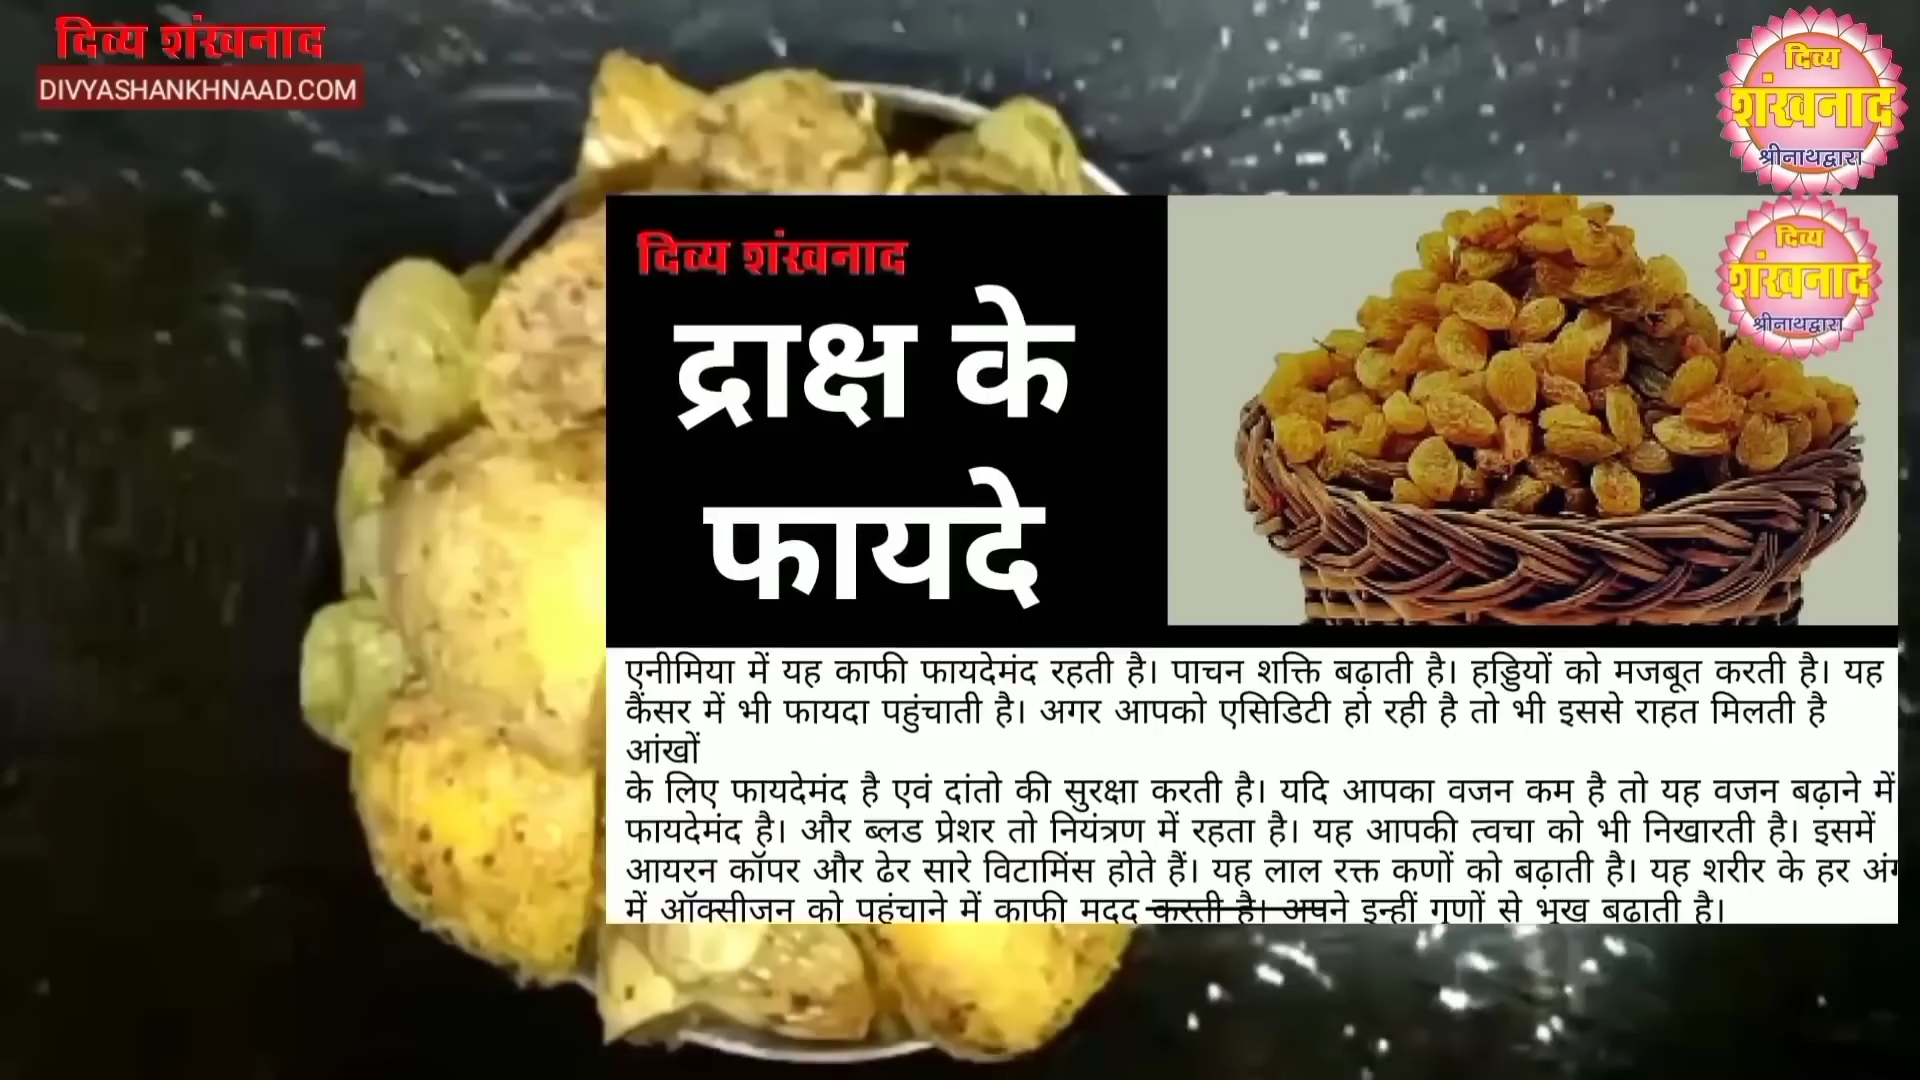 दिव्य शंखनाद
DIVYASHANKHNAAD.COM
दिव्य
शंखनाद
श्रीनाथद्वारा
दिव्य
शंखनाद
श्रीनाथद्वारा
दिव्य शंखनाद
द्राक्ष के
फायदे
एनीमिया में यह काफी फायदेमंद रहती है। पाचन शक्ति बढ़ाती है। हड्डियों को मजबूत करती है। यह
कैंसर में भी फायदा पहुंचाती है। अगर आपको एसिडिटी हो रही है तो भी इससे राहत मिलती है
आंखों
के लिए फायदेमंद है एवं दांतो की सुरक्षा करती है। यदि आपका वजन कम है तो यह वजन बढ़ाने में
फायदेमंद है। और ब्लड प्रेशर तो नियंत्रण में रहता है। यह आपकी त्वचा को भी निखारती है। इसमें
आयरन कॉपर और ढेर सारे विटामिंस होते हैं। यह लाल रक्त कणों को बढ़ाती है। यह शरीर के हर अंग
में ऑक्सीजन को पहुंचाने में काफी मदद करती है। अपने इन्हीं गुणों से भूख बढ़ाती है।